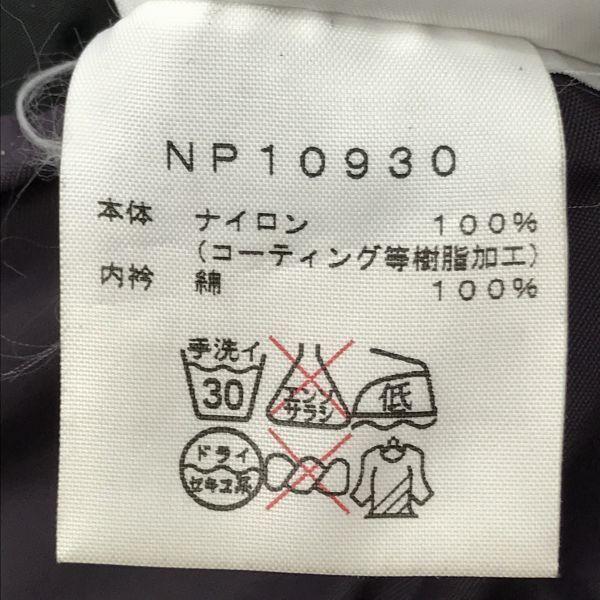 NP10930
本体 ナイロン 100%
(コーティング等樹脂加工)
内衿 綿 100%
手洗イ
30
エンソ
サラシ
低
ドライ
セキユ系